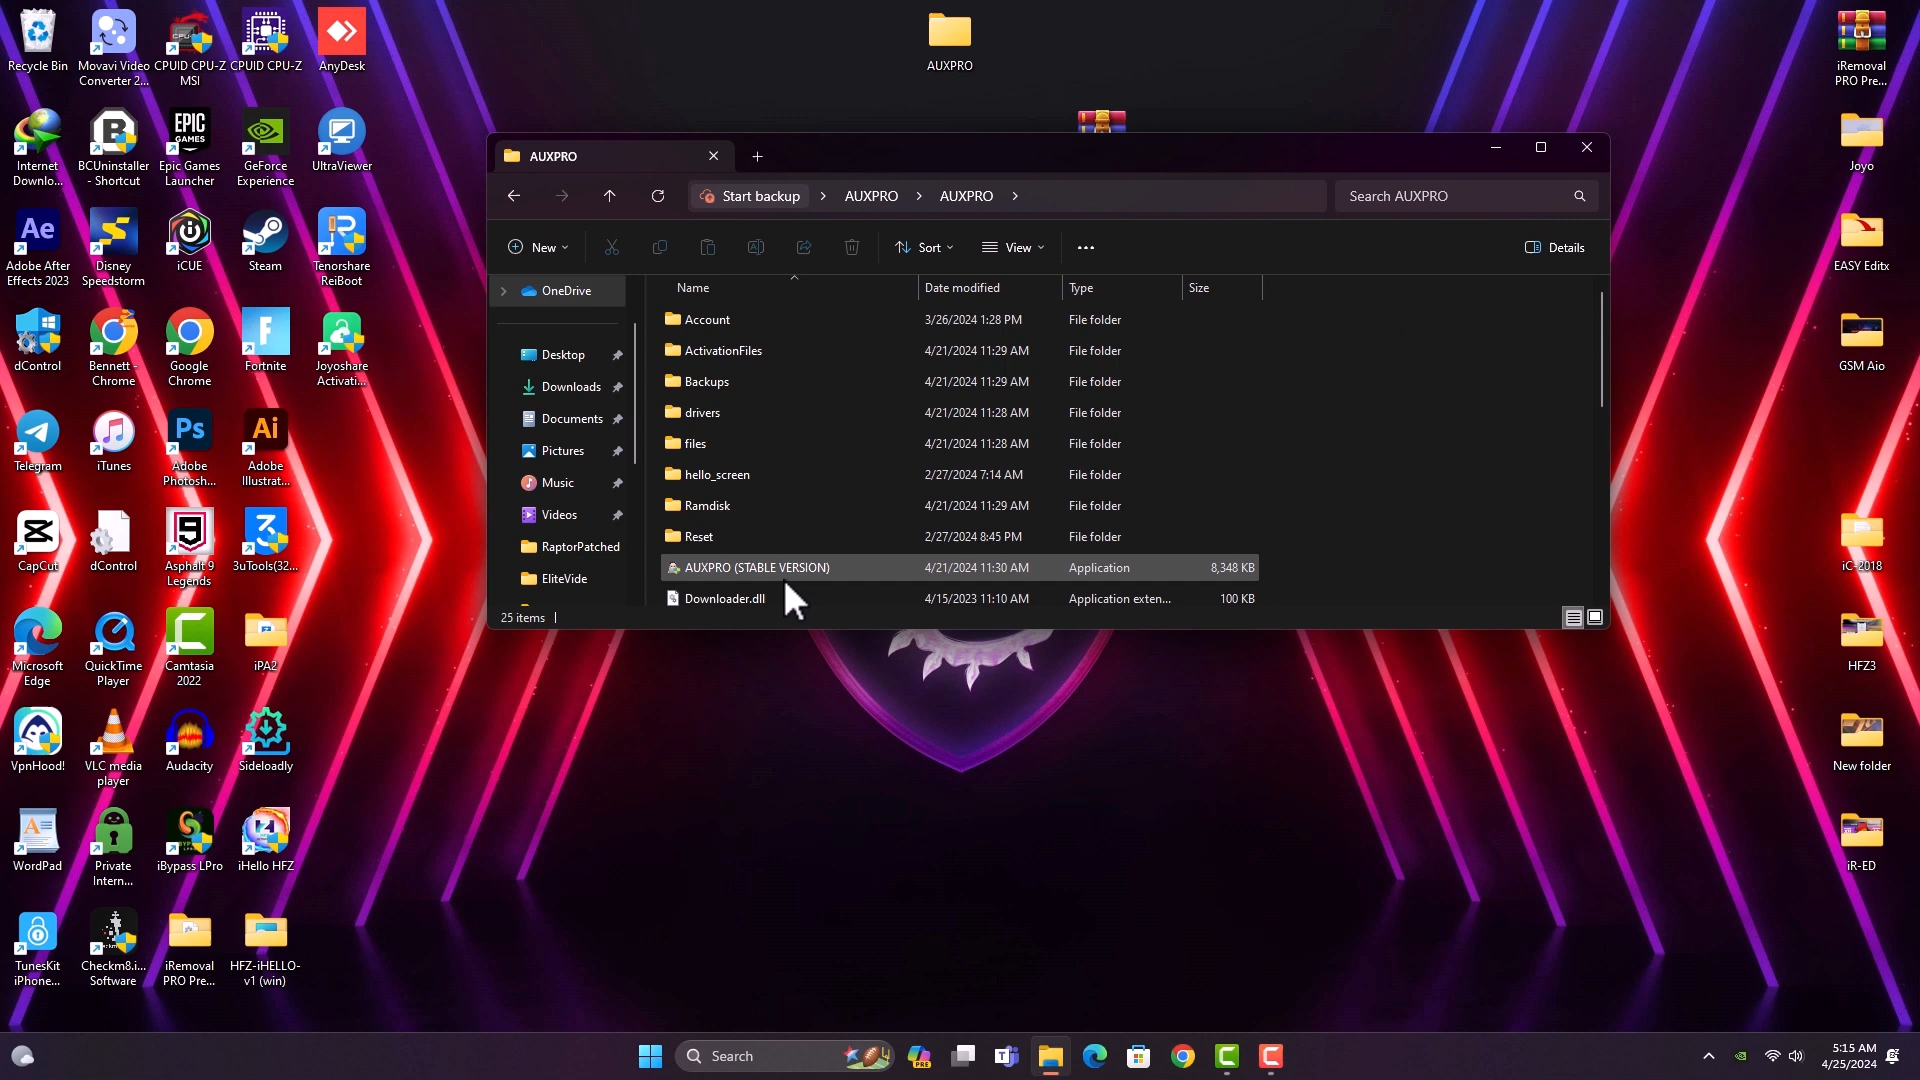 Recycle Bin
Movavi Video
Converter 2...
CPUID CPU-Z
MSI
CPUID CPU-Z
AnyDesk
AUXPRO
iRemoval
PRO Pre...
Internet
Downlo...
BCUninstaller
- Shortcut
Epic Games
Launcher
GeForce
Experience
UltraViewer
Joyo
Adobe After
Effects 2023
Disney
Speedstorm
iCUE
Steam
Tenorshare
ReiBoot
EASY Editx
dControl
Bennett -
Chrome
Google
Chrome
Fortnite
Joyoshare
Activati...
GSM Aio
Telegram
iTunes
Adobe
Photosh...
Adobe
Illustrat...
CapCut
dControl
Asphalt 9
Legends
3uTools(32...
iC-2018
Microsoft
Edge
QuickTime
Player
Camtasia
2022
iPA2
HFZ3
VpnHood!
VLC media
player
Audacity
Sideloadly
New folder
WordPad
Private
Intern...
iBypass LPro
iHello HFZ
iR-ED
TunesKit
iPhone...
Checkm8.i...
Software
iRemoval
PRO Pre...
HFZ-iHELLO-
v1 (win)
EPIC
GAMES
Ae
Ps
Ai
AUXPRO
Start backup > AUXPRO > AUXPRO >
Search AUXPRO
New
Sort
View
Details
OneDrive
Desktop
Downloads
Documents
Pictures
Music
Videos
RaptorPatched
EliteVide
Name Date modified Type Size
Account 3/26/2024 1:28 PM File folder
ActivationFiles 4/21/2024 11:29 AM File folder
Backups 4/21/2024 11:29 AM File folder
drivers 4/21/2024 11:28 AM File folder
files 4/21/2024 11:28 AM File folder
hello_screen 2/27/2024 7:14 AM File folder
Ramdisk 4/21/2024 11:29 AM File folder
Reset 2/27/2024 8:45 PM File folder
AUXPRO (STABLE VERSION) 4/21/2024 11:30 AM Application 8,348 KB
Downloader.dll 4/15/2023 11:10 AM Application exten... 100 KB
25 items
Search
PRE
5:15 AM
4/25/2024